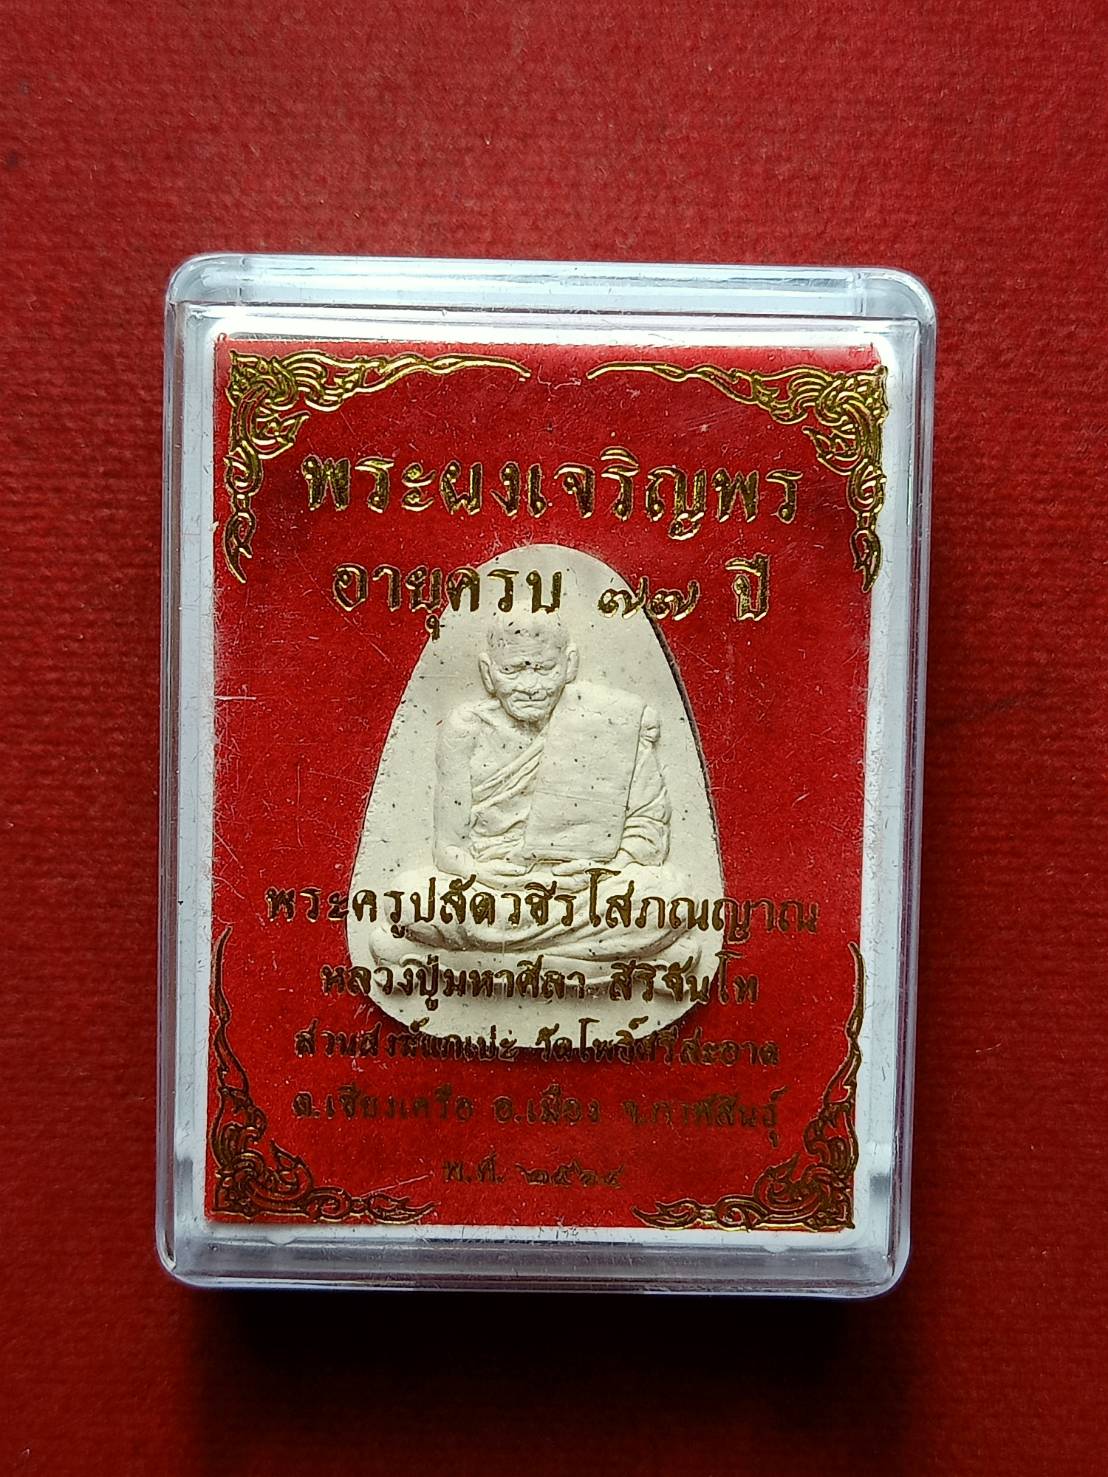 พระผงเจริญพร
อายุครบ ๗๗ ปี
พระครูปลัดวชิรโสภณญาณ
หลวงปู่มหาศิลา สิริจันโท
สวนสงฆ์แกเปะ วัดโพธิ์ศรีสะอาด
ต.เชียงเครือ อ.เมือง จ.กาฬสินธุ์
พ.ศ. ๒๕๖๔